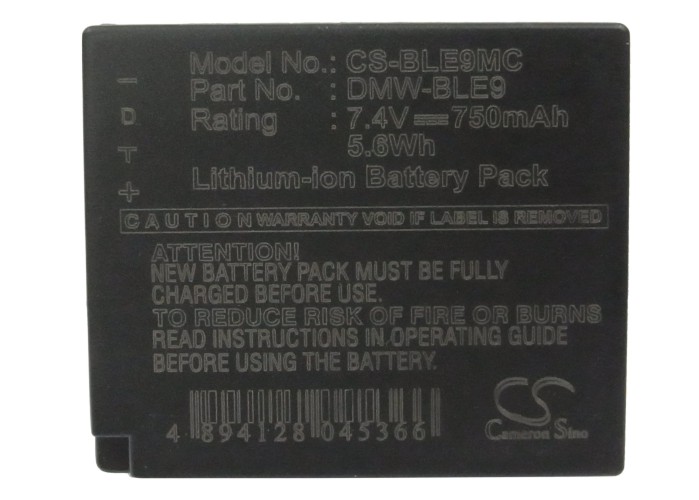 Model No.: CS-BLE9MC
Part No. : DMW-BLE9
Rating : 7.4V⎓750mAh
5.6Wh
Lithium-ion Battery Pack
− D T +
CAUTION WARRANTY VOID IF LABEL IS REMOVED
ATTENTION!
NEW BATTERY PACK MUST BE FULLY
CHARGED BEFORE USE.
TO REDUCE RISK OF FIRE OR BURNS
READ INSTRUCTIONS IN OPERATING GUIDE
BEFORE USING THE BATTERY.
4 894128 045366
CS
Cameron Sino